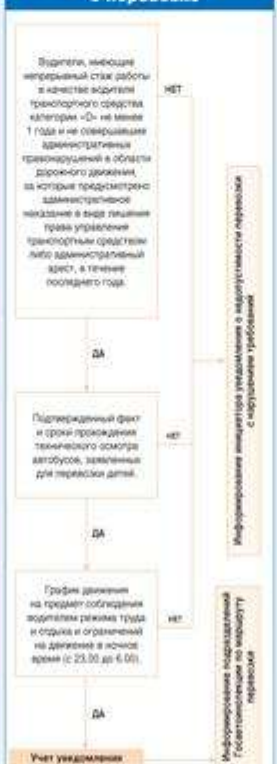 о перевозке
Водители, имеющие
непрерывный стаж работы
в качестве водителя
транспортного средства
категории «D» не менее
1 года и не совершавшие
административных
правонарушений в области
дорожного движения,
за которые предусмотрено
административное
наказание в виде лишения
права управления
транспортным средством
либо административный
арест, в течение
последнего года.
НЕТ
ДА
Подтвержденный факт
и сроки прохождения
технического осмотра
автобусов, заявленных
для перевозки детей.
НЕТ
ДА
График движения
на предмет соблюдения
водителем режима труда
и отдыха и ограничений
на движение в ночное
время (с 23.00 до 6.00).
НЕТ
ДА
Учет уведомления
Информирование инициатора уведомления о недопустимости перевозки
с нарушением требований
Информирование подразделений
Госавтоинспекции по маршруту
перевозки